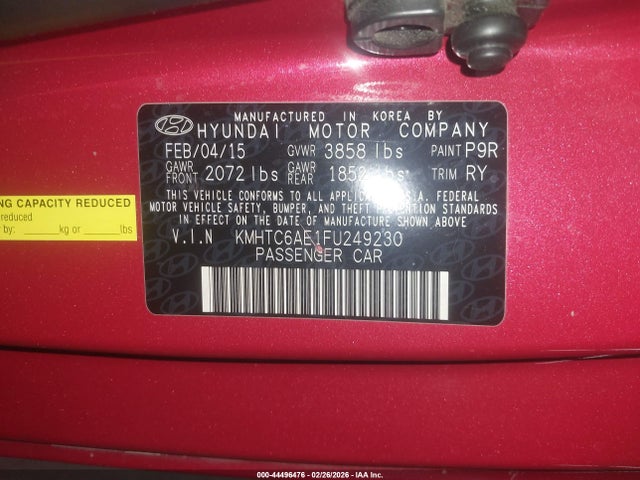 MANUFACTURED IN KOREA BY
HYUNDAI MOTOR COMPANY
FEB/04/15 GVWR 3858 lbs PAINT P9R
GAWR FRONT 2072 lbs GAWR REAR lbs TRIM RY
THIS VEHICLE CONFORMS TO ALL FEDERAL
MOTOR VEHICLE SAFETY, BUMPER, AND THEFT PREVENTION STANDARDS
IN EFFECT ON THE DATE OF MANUFACTURE SHOWN ABOVE.
V.I.N KMHTC6AE1FU249230
PASSENGER CAR
NG CAPACITY REDUCED
reduced
by: kg or lbs
000-44496476 - 02/26/2026 - IAA Inc.